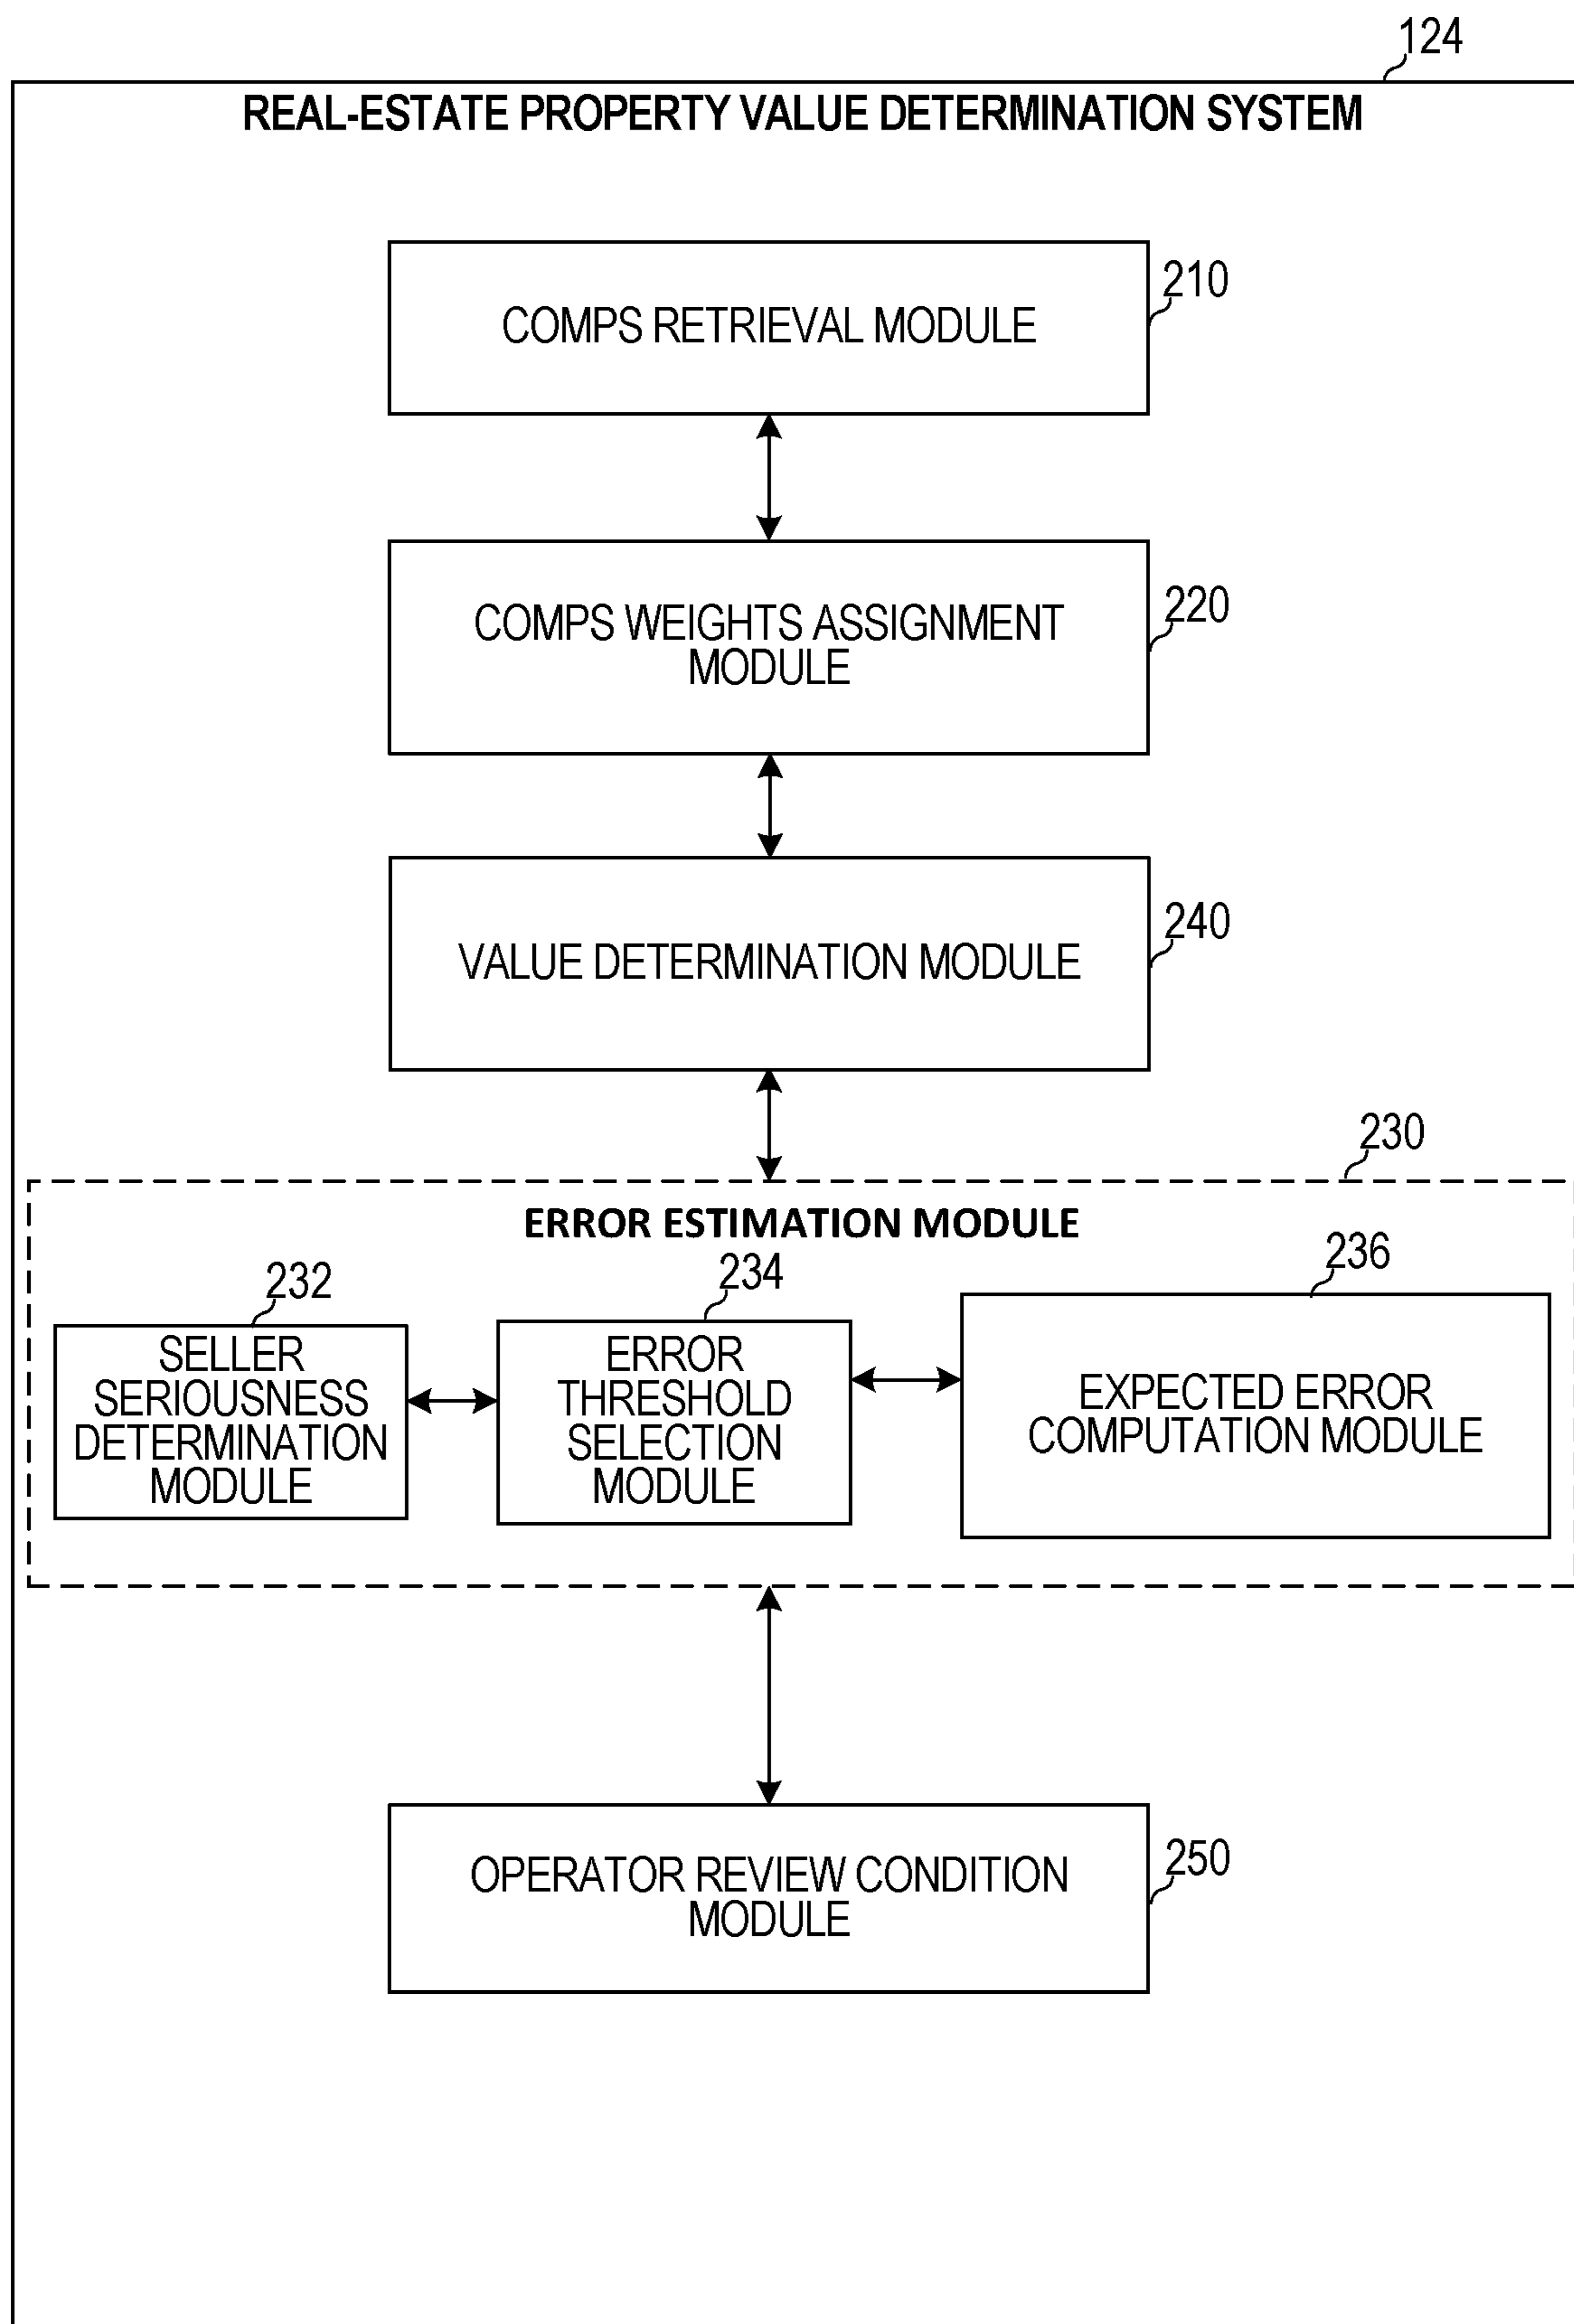 124
REAL-ESTATE PROPERTY VALUE DETERMINATION SYSTEM
210
COMPS RETRIEVAL MODULE
220
COMPS WEIGHTS ASSIGNMENT
MODULE
240
VALUE DETERMINATION MODULE
230
ERROR ESTIMATION MODULE
232
SELLER
SERIOUSNESS
DETERMINATION
MODULE
234
ERROR
THRESHOLD
SELECTION
MODULE
236
EXPECTED ERROR
COMPUTATION MODULE
250
OPERATOR REVIEW CONDITION
MODULE